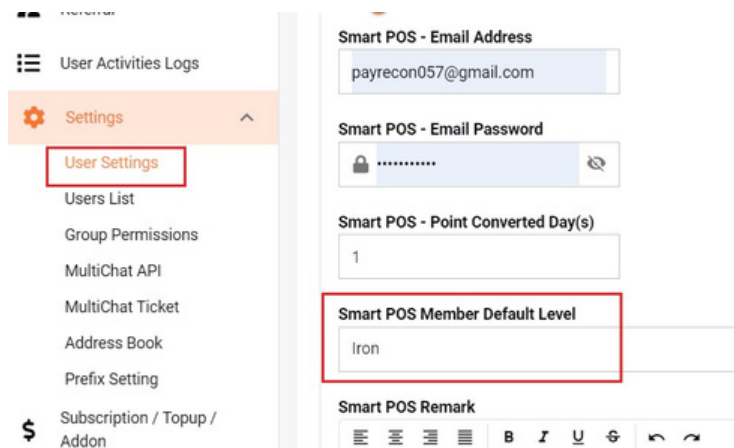 User Activities Logs
Settings
User Settings
Users List
Group Permissions
MultiChat API
MultiChat Ticket
Address Book
Prefix Setting
Subscription / Topup /
Addon
Smart POS - Email Address
payrecon057@gmail.com
Smart POS - Email Password
•••••••••••
Smart POS - Point Converted Day(s)
1
Smart POS Member Default Level
Iron
Smart POS Remark
B I U S